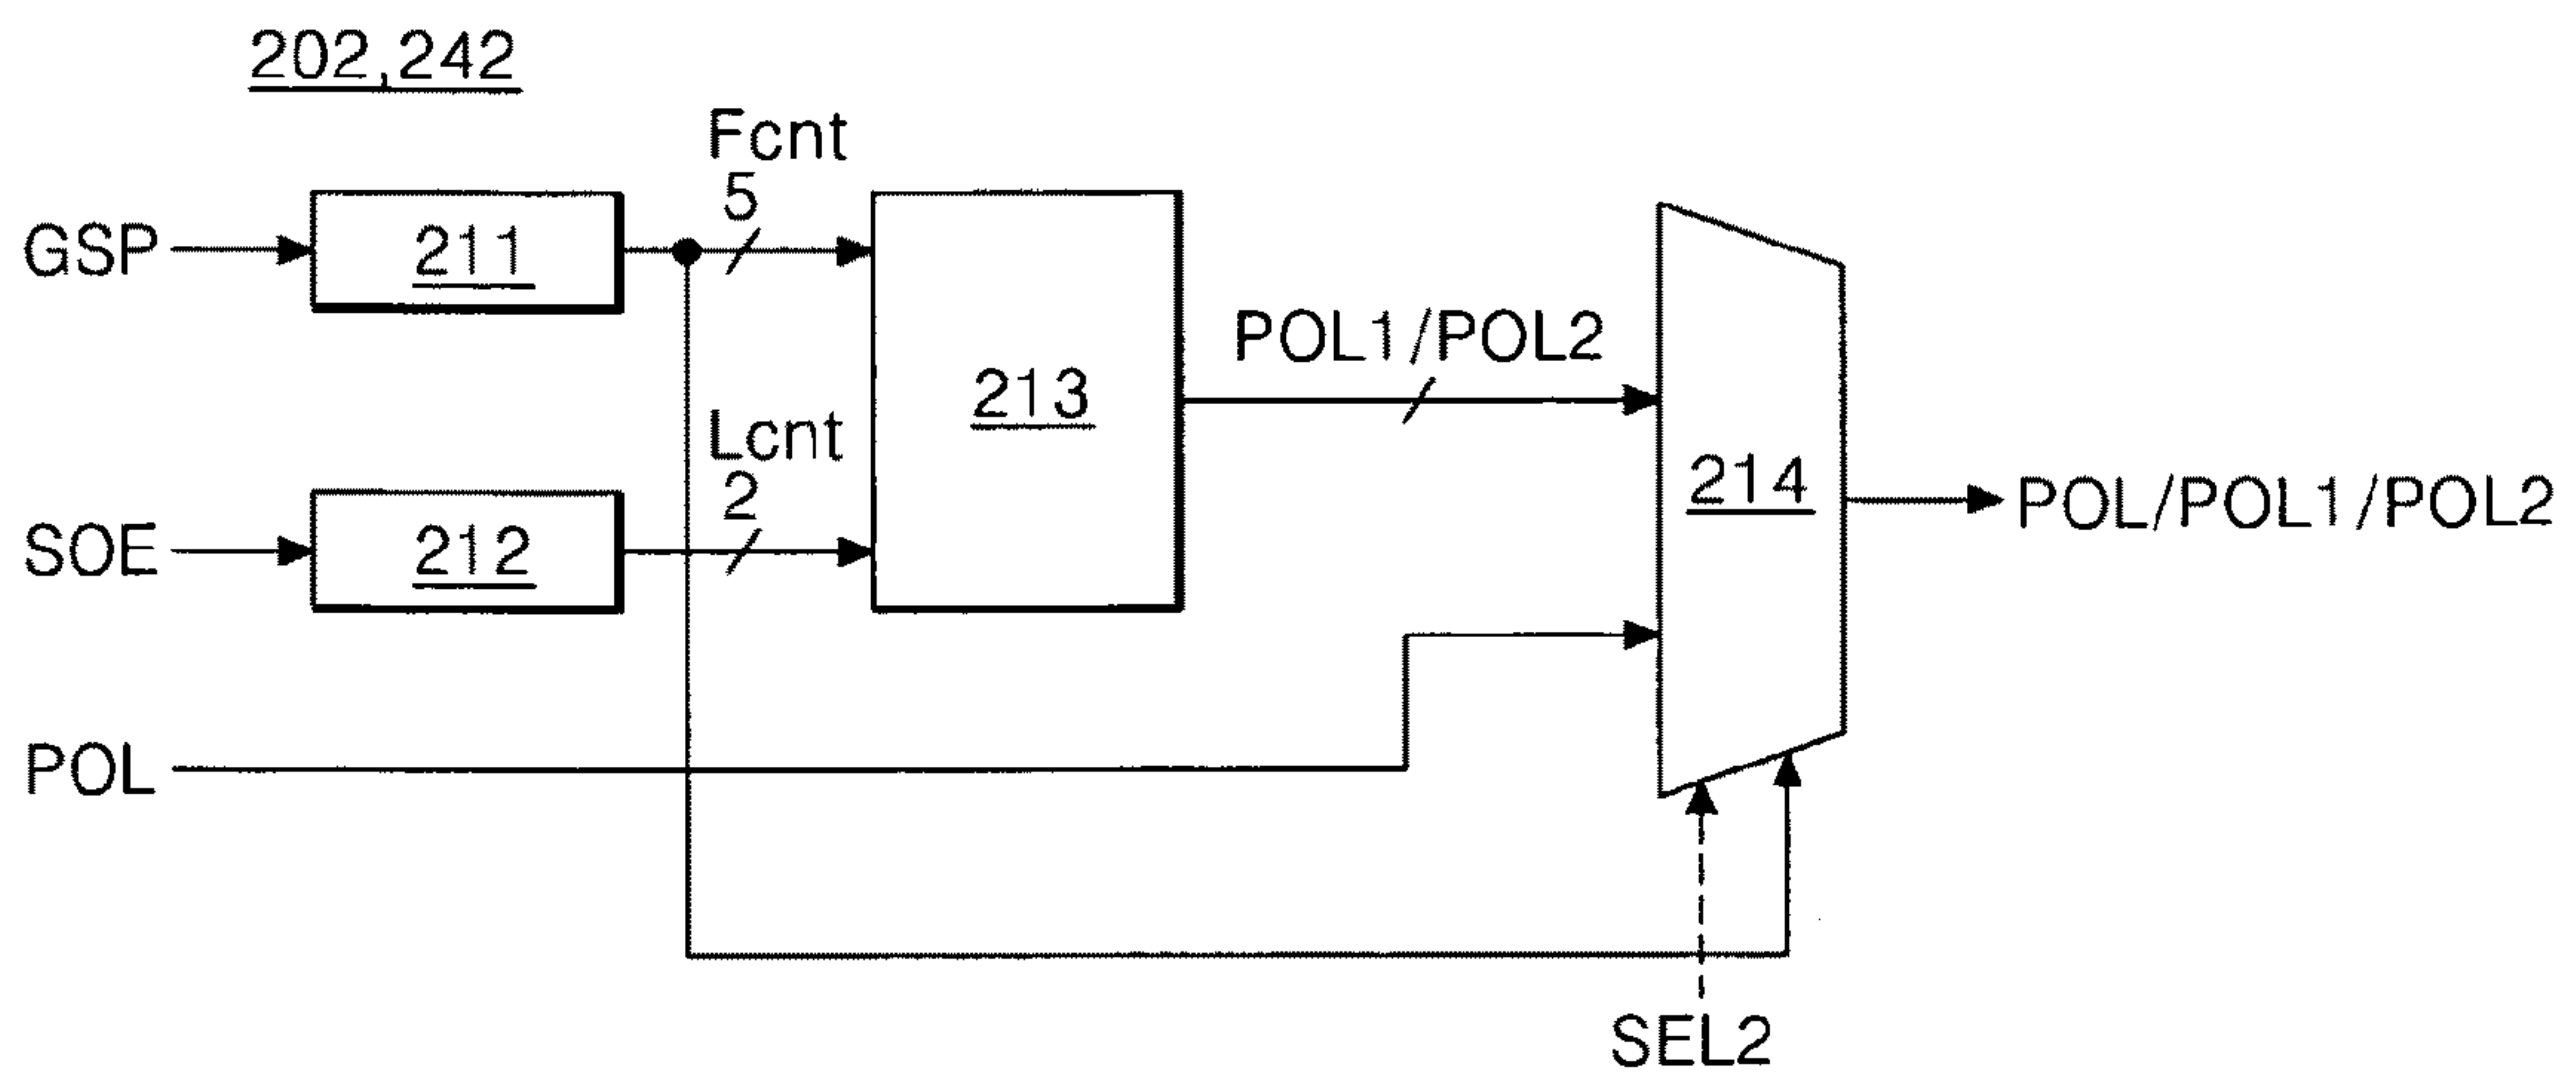 202,242
Fcnt
5
GSP
211
POL1/POL2
213
Lcnt
2
214
POL/POL1/POL2
SOE
212
POL
SEL2